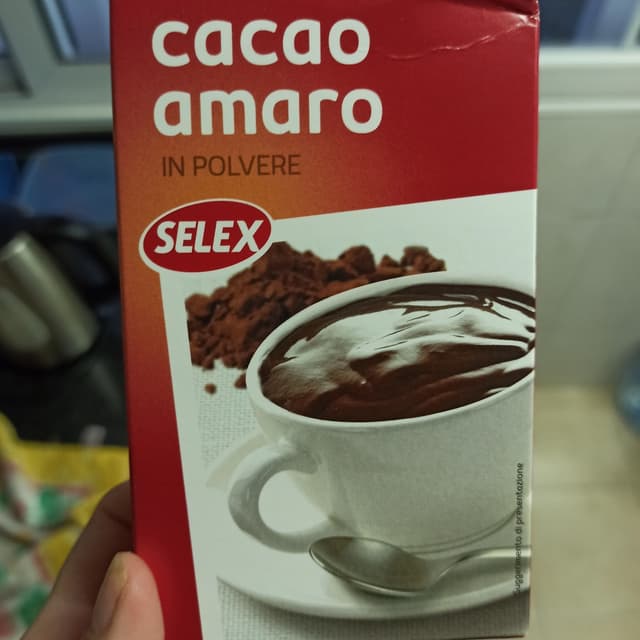 cacao
amaro
IN POLVERE
SELEX
Suggerimento di presentazione